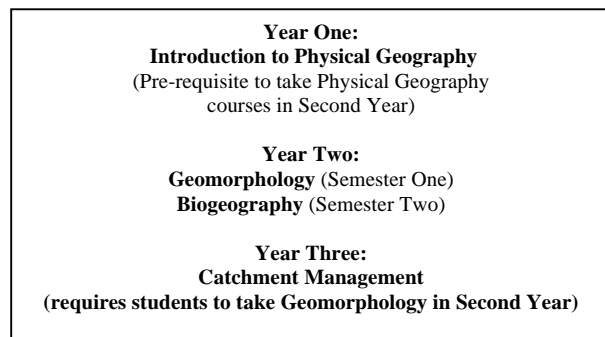 Year One:
Introduction to Physical Geography
(Pre-requisite to take Physical Geography
courses in Second Year)
Year Two:
Geomorphology (Semester One)
Biogeography (Semester Two)
Year Three:
Catchment Management
(requires students to take Geomorphology in Second Year)